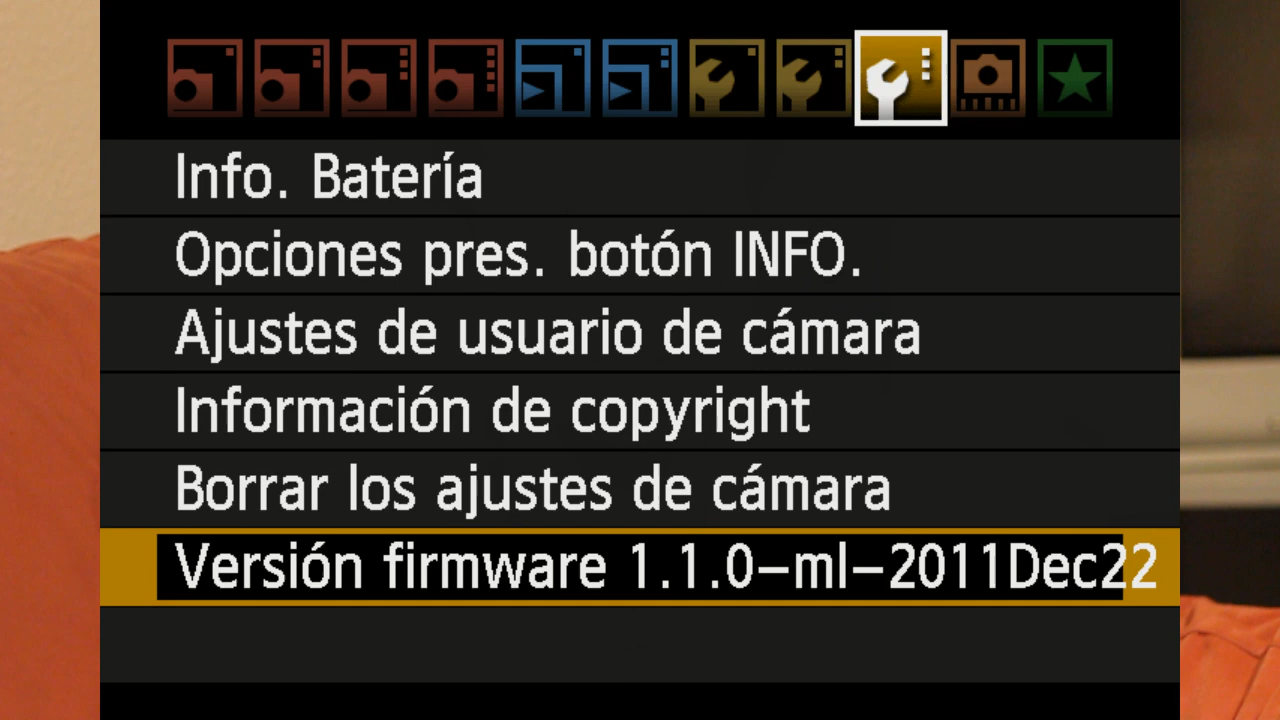 Info. Batería
Opciones pres. botón INFO.
Ajustes de usuario de cámara
Información de copyright
Borrar los ajustes de cámara
Versión firmware 1.1.0-ml-2011Dec22